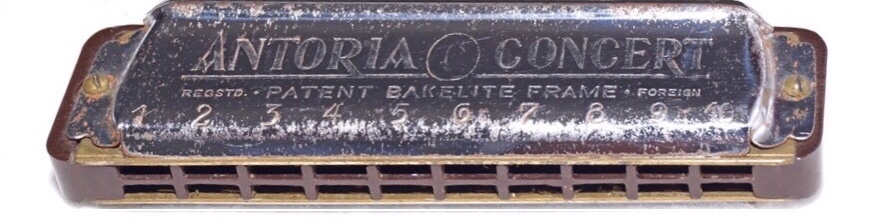 ANTORIA CONCERT
REGSTD. · PATENT BAKELITE FRAME · FOREIGN
1 2 3 4 5 6 7 8 9 10